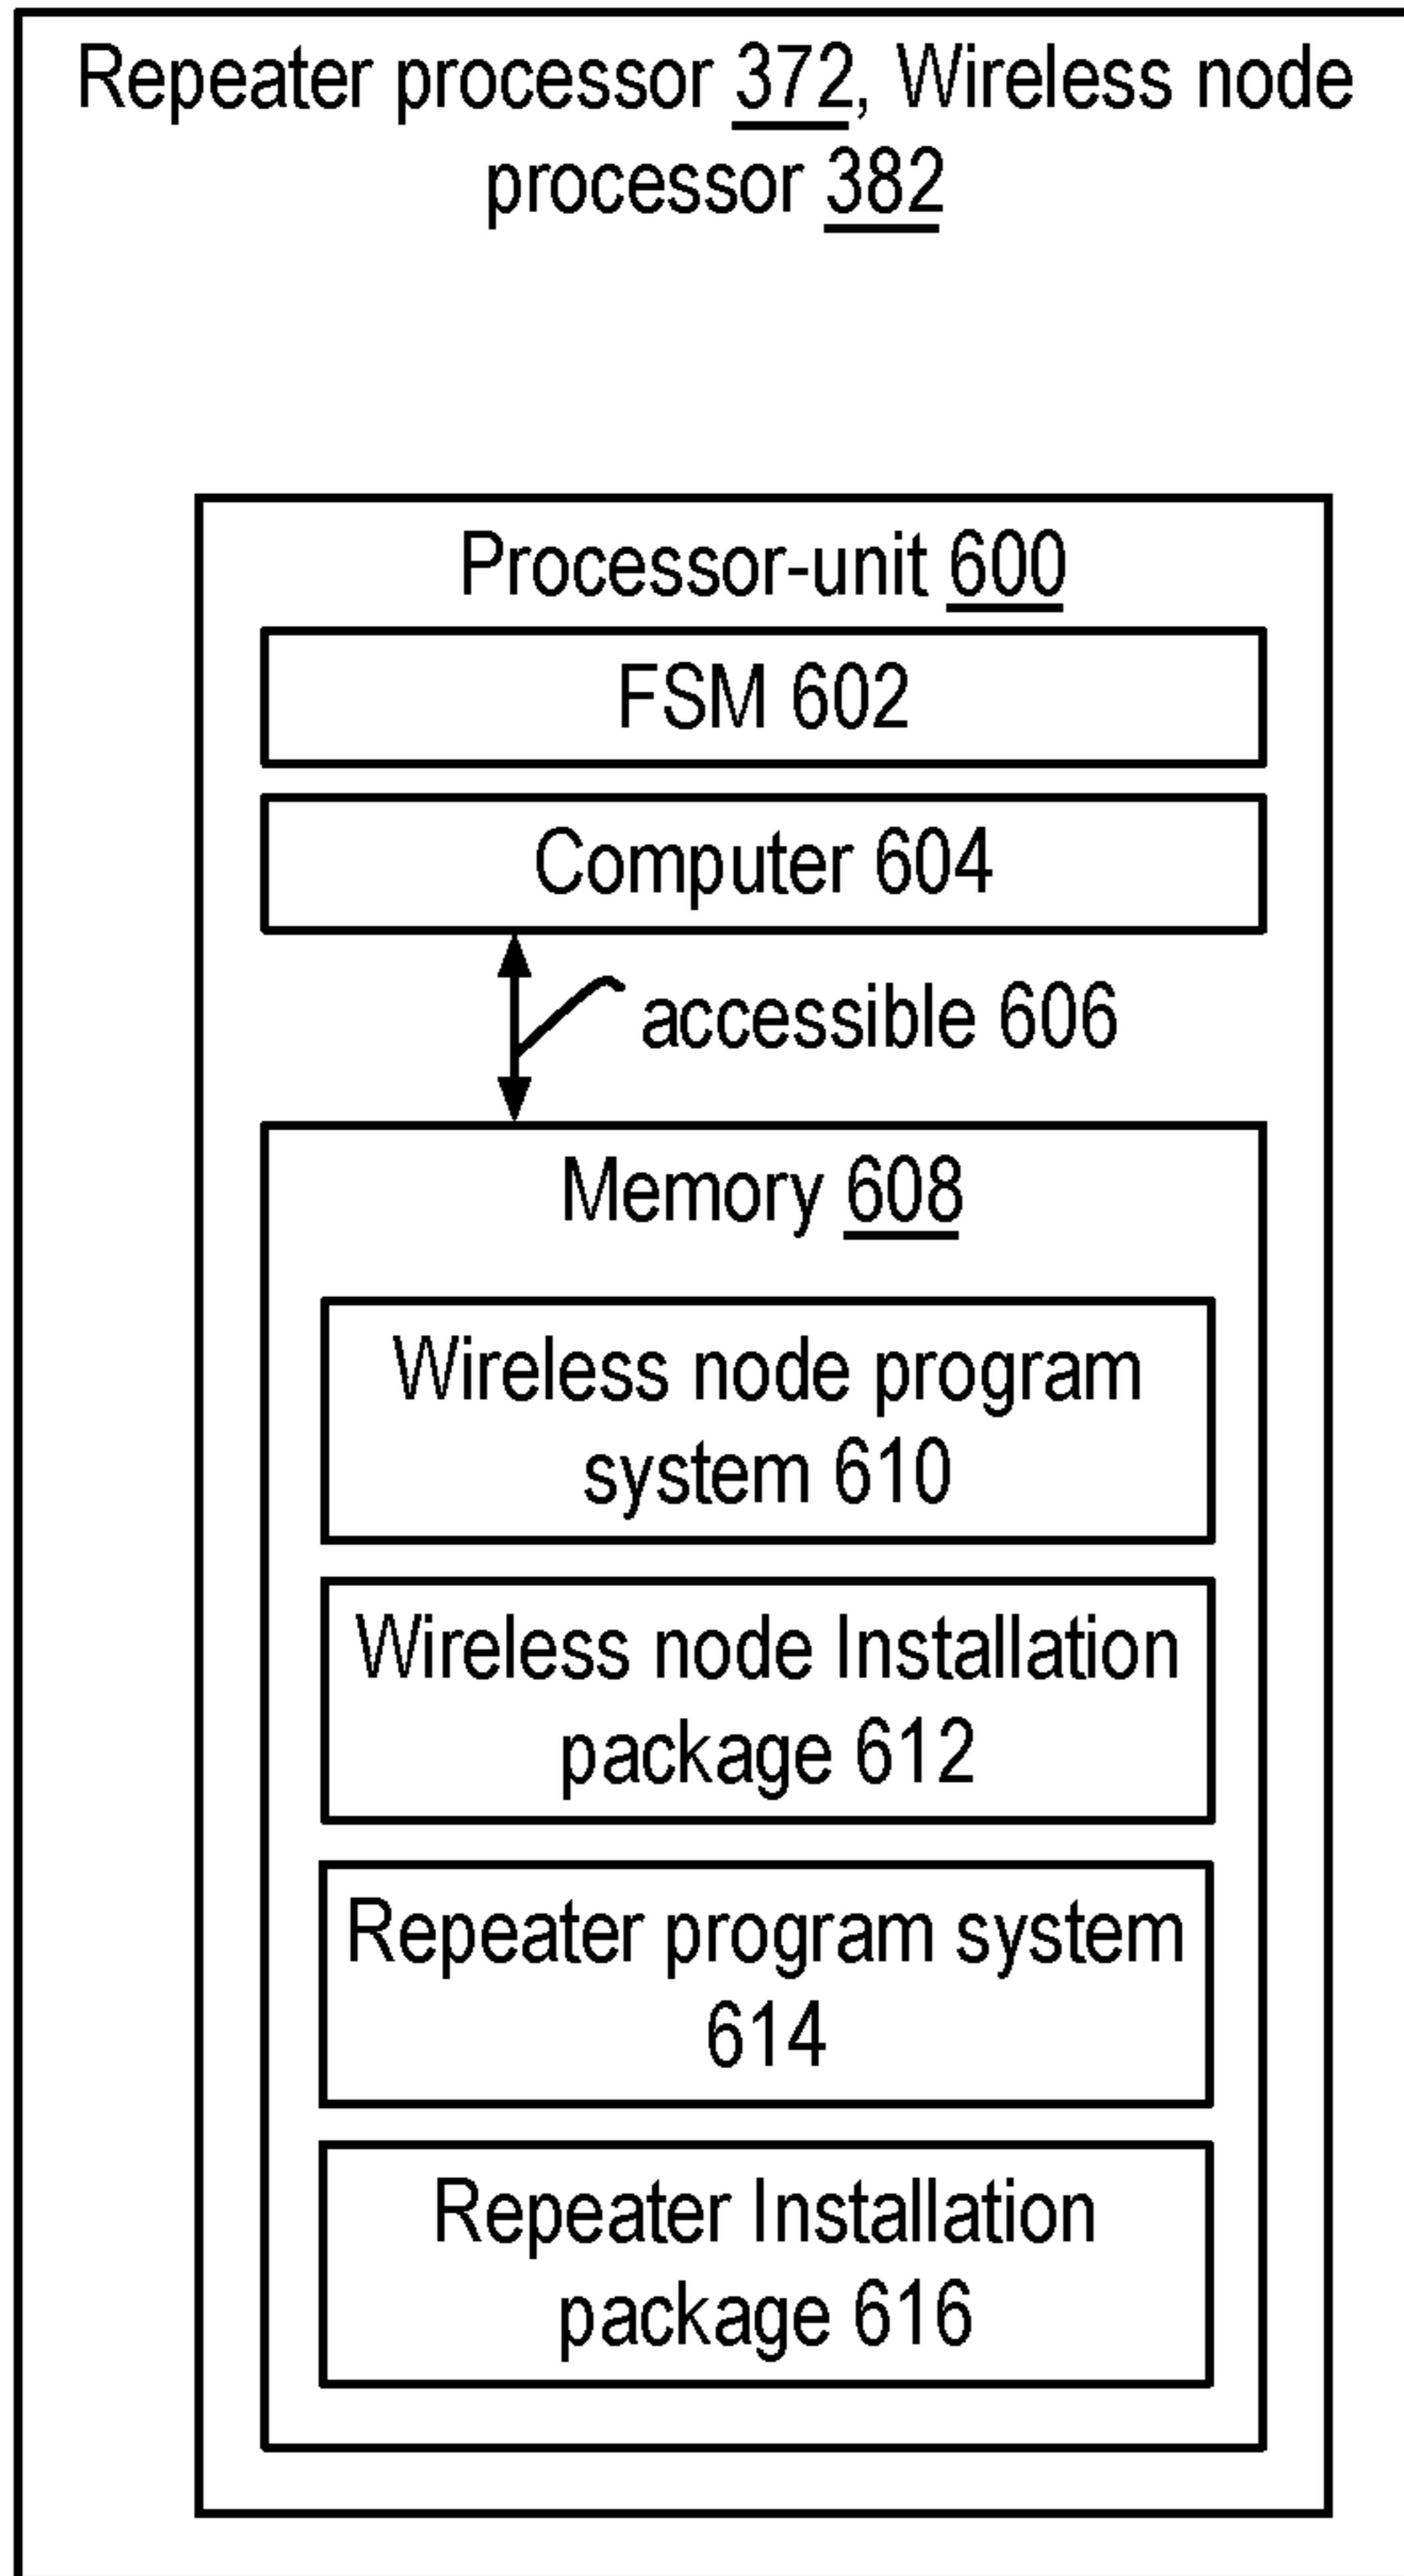 Repeater processor 372, Wireless node
processor 382
Processor-unit 600
FSM 602
Computer 604
accessible 606
Memory 608
Wireless node program
system 610
Wireless node Installation
package 612
Repeater program system
614
Repeater Installation
package 616